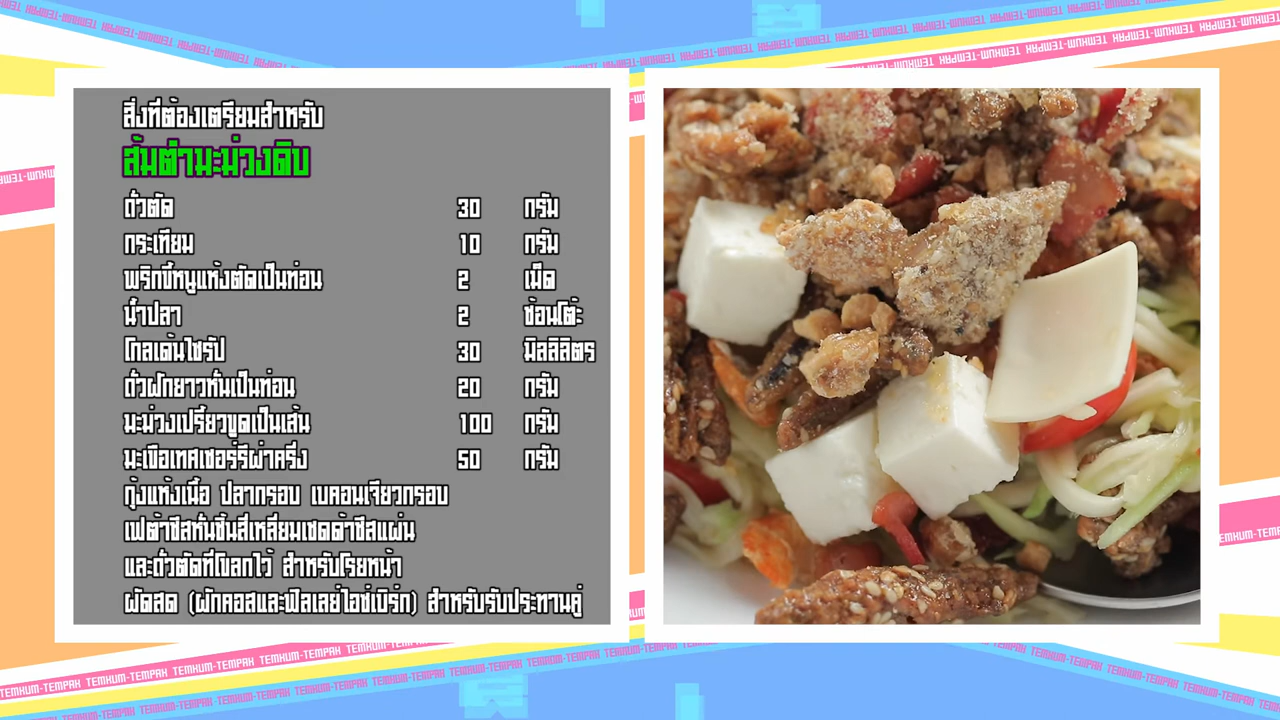 สิ่งที่ต้องเตรียมสำหรับ
ส้มตำมะม่วงดิบ
ถั่วตัด 30 กรัม
กระเทียม 10 กรัม
พริกขี้หนูแห้งตัดเป็นท่อน 2 เม็ด
น้ำปลา 2 ช้อนโต๊ะ
โกลเด้นไซรัป 30 มิลลิลิตร
ถั่วฝักยาวหั่นเป็นท่อน 20 กรัม
มะม่วงเปรี้ยวขูดเป็นเส้น 100 กรัม
มะเขือเทศเชอร์รีผ่าครึ่ง 50 กรัม
กุ้งแห้งเนื้อ ปลากรอบ เบคอนเจียวกรอบ
เฟต้าชีสหั่นชิ้นสี่เหลี่ยมเชดด้าชีสแผ่น
และถั่วตัดที่โขลกไว้ สำหรับโรยหน้า
ผัดสด (ผักคอสและฟิลเลย์ไอซ์เบิร์ก) สำหรับรับประทานคู่
TEMXUM-TEMPAX TEMXUM-TEMPAX TEMXUM-TEMPAX TEMXUM-TEMPAX